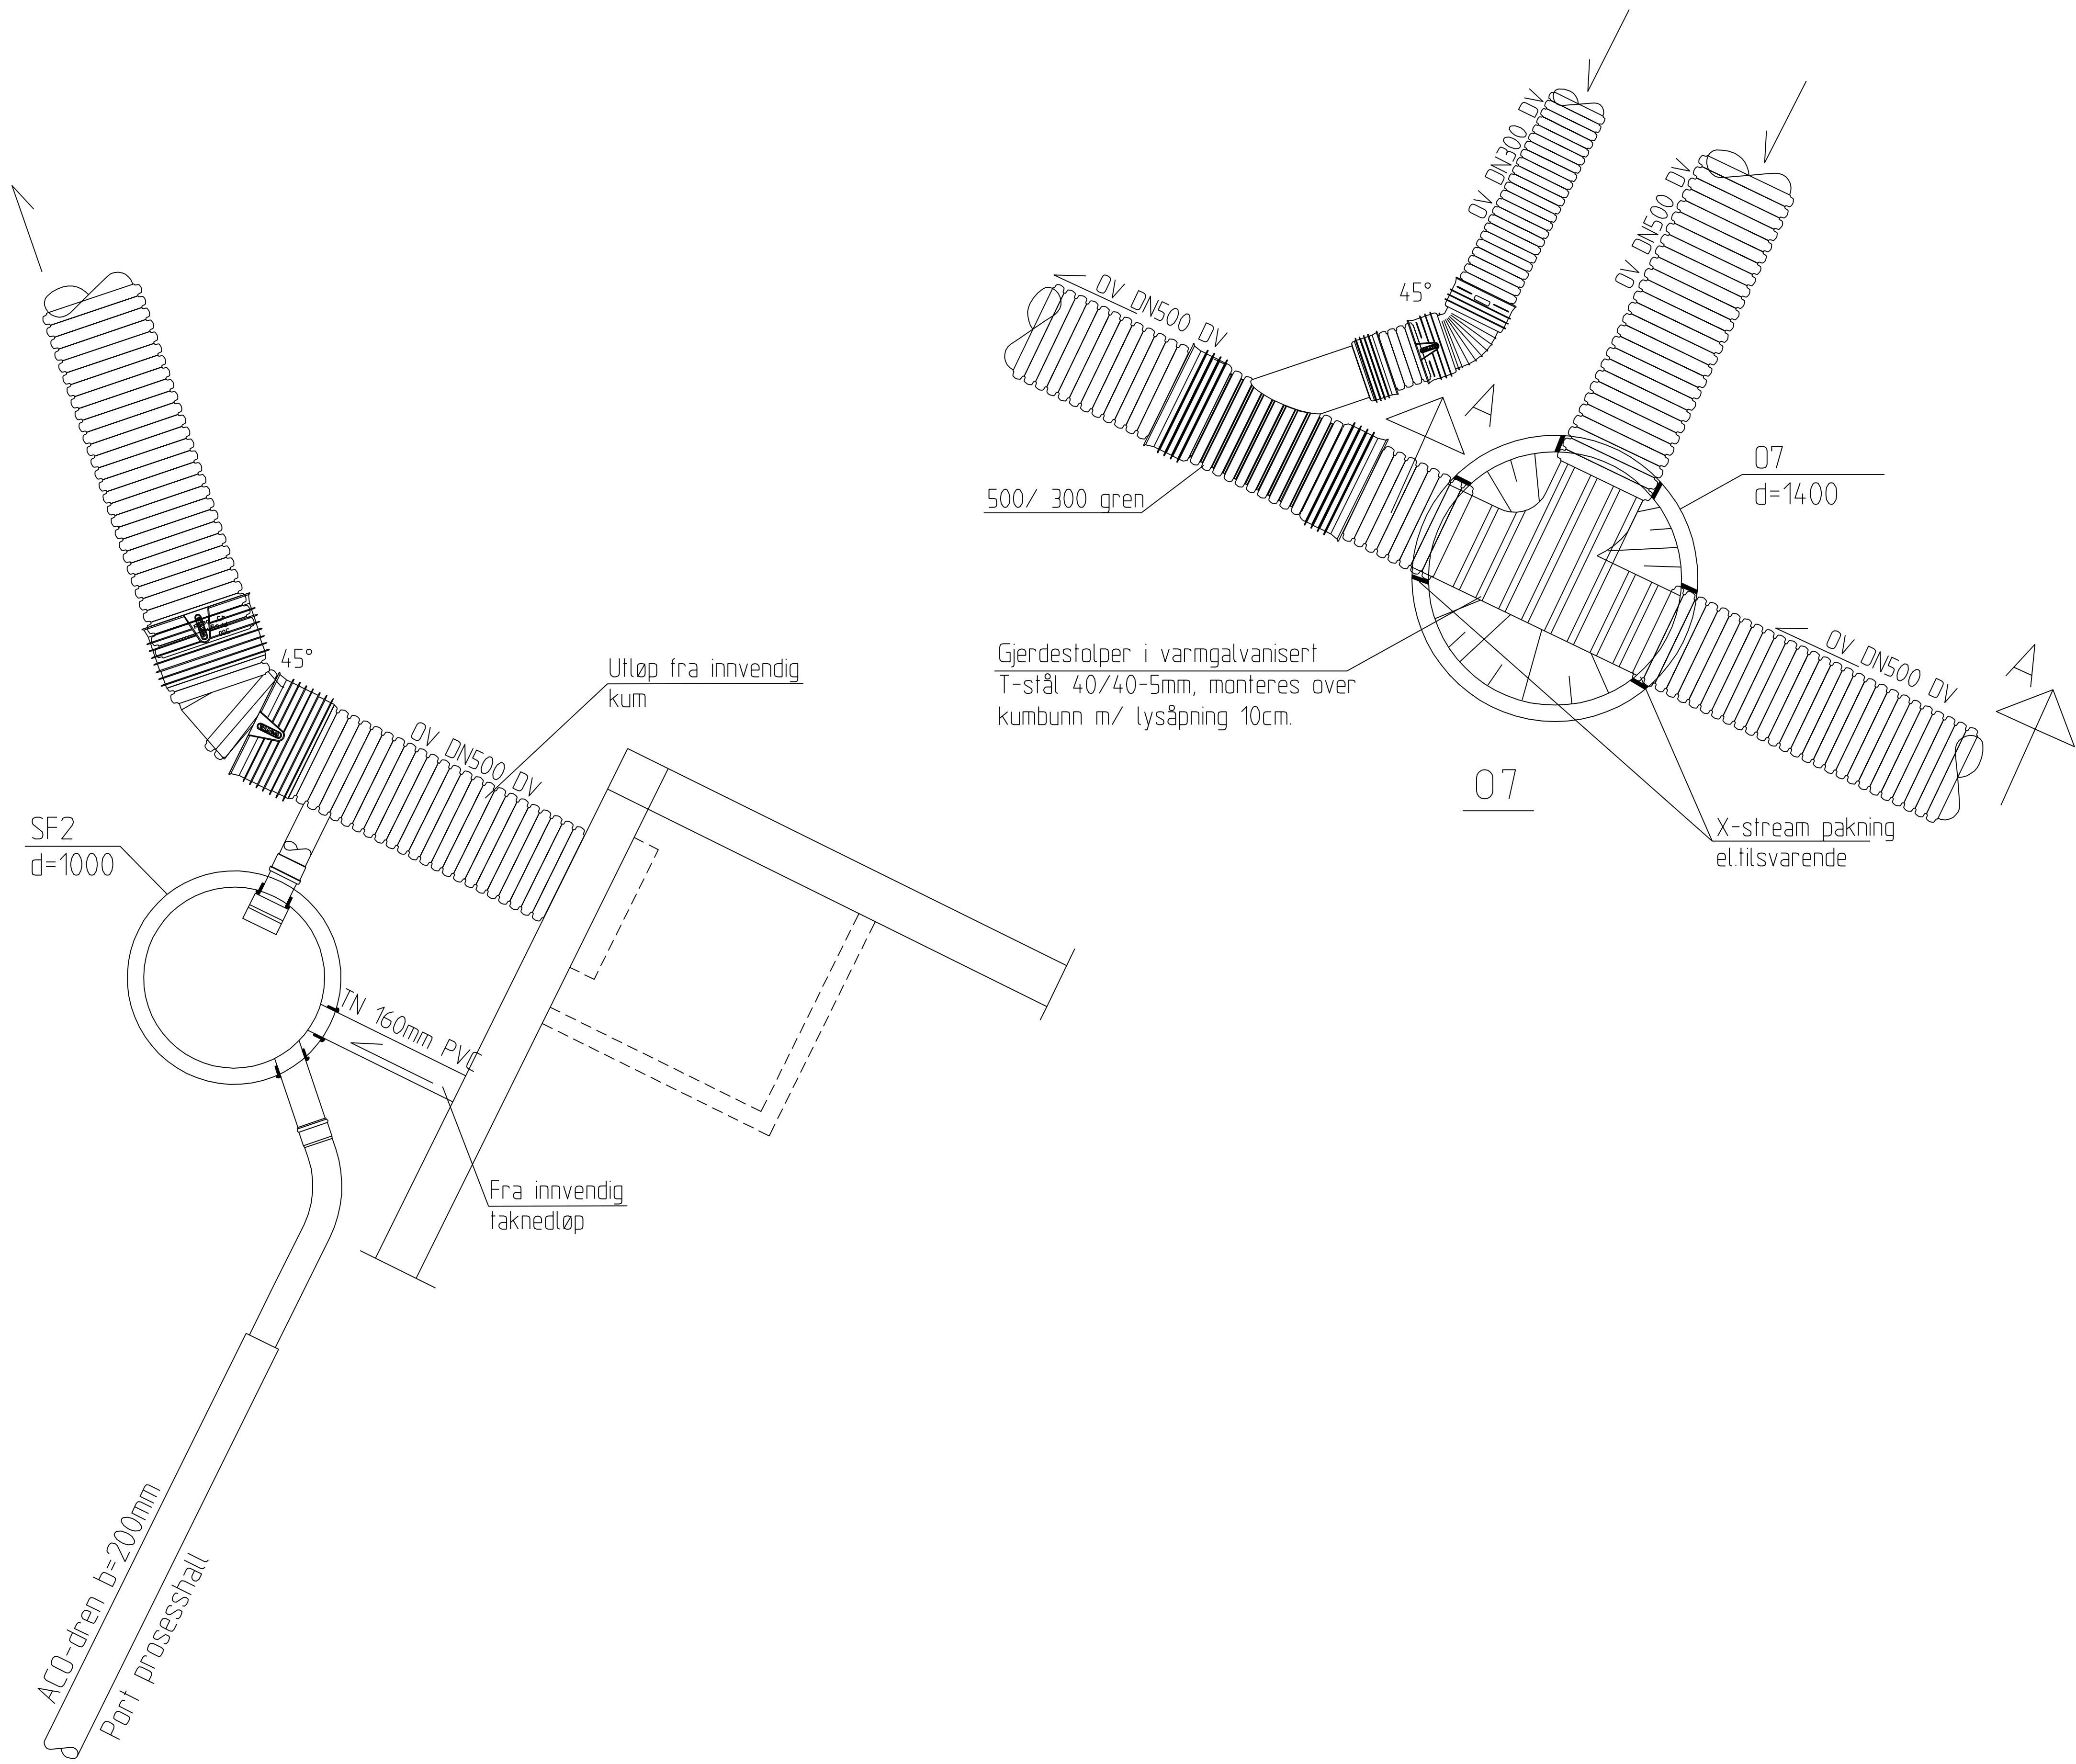 45°
Utløp fra innvendig
kum
OV DN500 DV
SF2
d=1000
TN 160mm PVC
Fra innvendig
taknedløp
ACO-dren b=200mm
Port prosesshall
OV DN300 DV
OV DN500 DV
45°
OV DN500 DV
A
500/ 300 gren
07
d=1400
Gjerdestolper i varmgalvanisert
T-stål 40/40-5mm, monteres over
kumbunn m/ lysåpning 10cm.
OV DN500 DV
A
07
X-stream pakning
el.tilsvarende